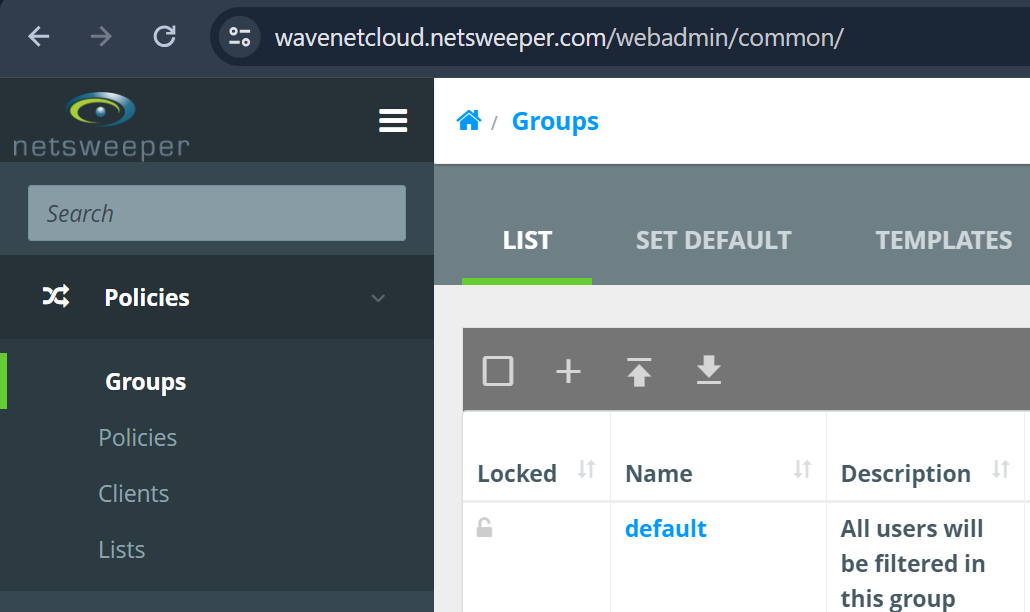 wavenetcloud.netsweeper.com/webadmin/common/
netsweeper
Search
Policies
Groups
Policies
Clients
Lists
/ Groups
LIST SET DEFAULT TEMPLATES
Locked Name Description
default All users will
be filtered in
this group